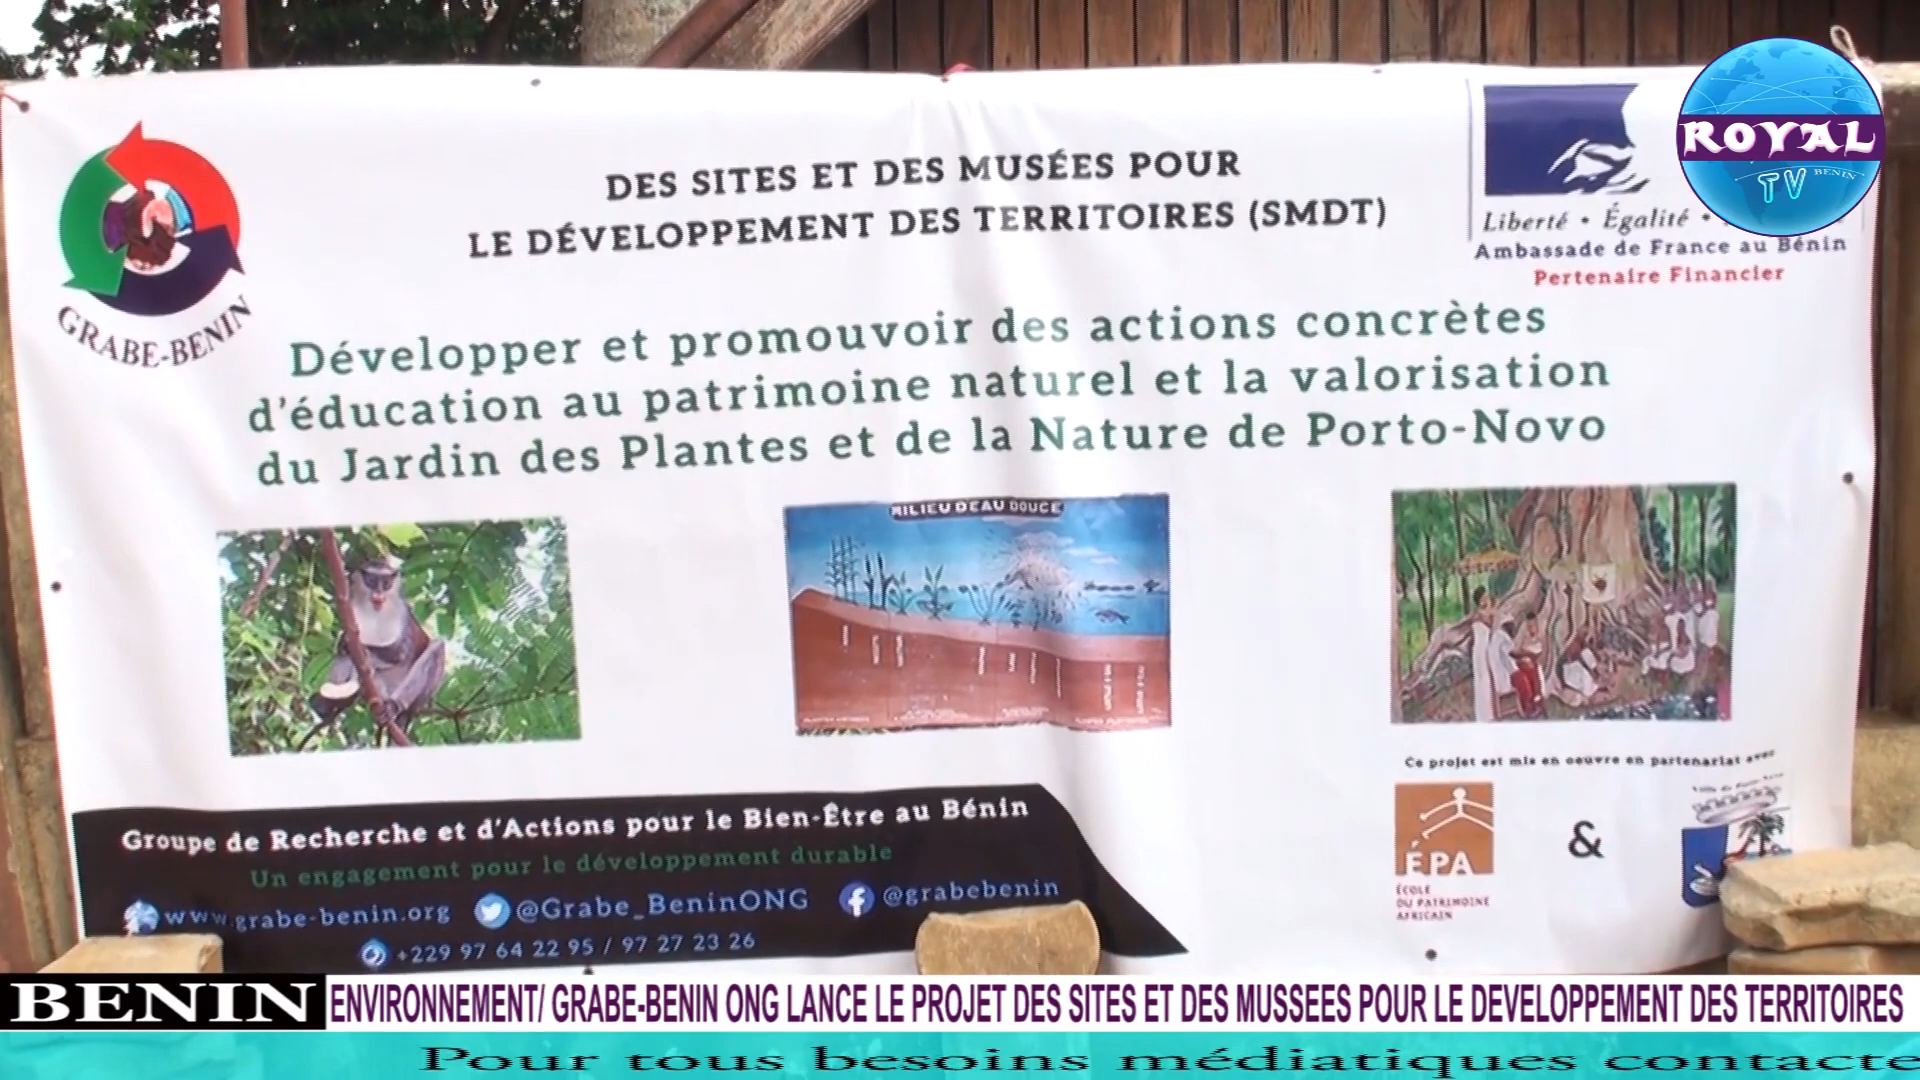 ROYAL
TV BENIN
GRABE-BENIN
DES SITES ET DES MUSÉES POUR
LE DÉVELOPPEMENT DES TERRITOIRES (SMDT)
Liberté • Égalité •
Ambassade de France au Bénin
Pertenaire Financier
Développer et promouvoir des actions concrètes
d'éducation au patrimoine naturel et la valorisation
du Jardin des Plantes et de la Nature de Porto-Novo
MILIEU D'EAU DOUCE
Ce projet est mis en oeuvre en partenariat avec
ÉPA
ÉCOLE
DU PATRIMOINE
AFRICAIN
&
Groupe de Recherche et d'Actions pour le Bien-Être au Bénin
Un engagement pour le développement durable
www.grabe-benin.org @Grabe_BeninONG @grabebenin
+229 97 64 22 95 / 97 27 23 26
BENIN ENVIRONNEMENT/ GRABE-BENIN ONG LANCE LE PROJET DES SITES ET DES MUSSEES POUR LE DEVELOPPEMENT DES TERRITOIRES
Pour tous besoins médiatiques contacte